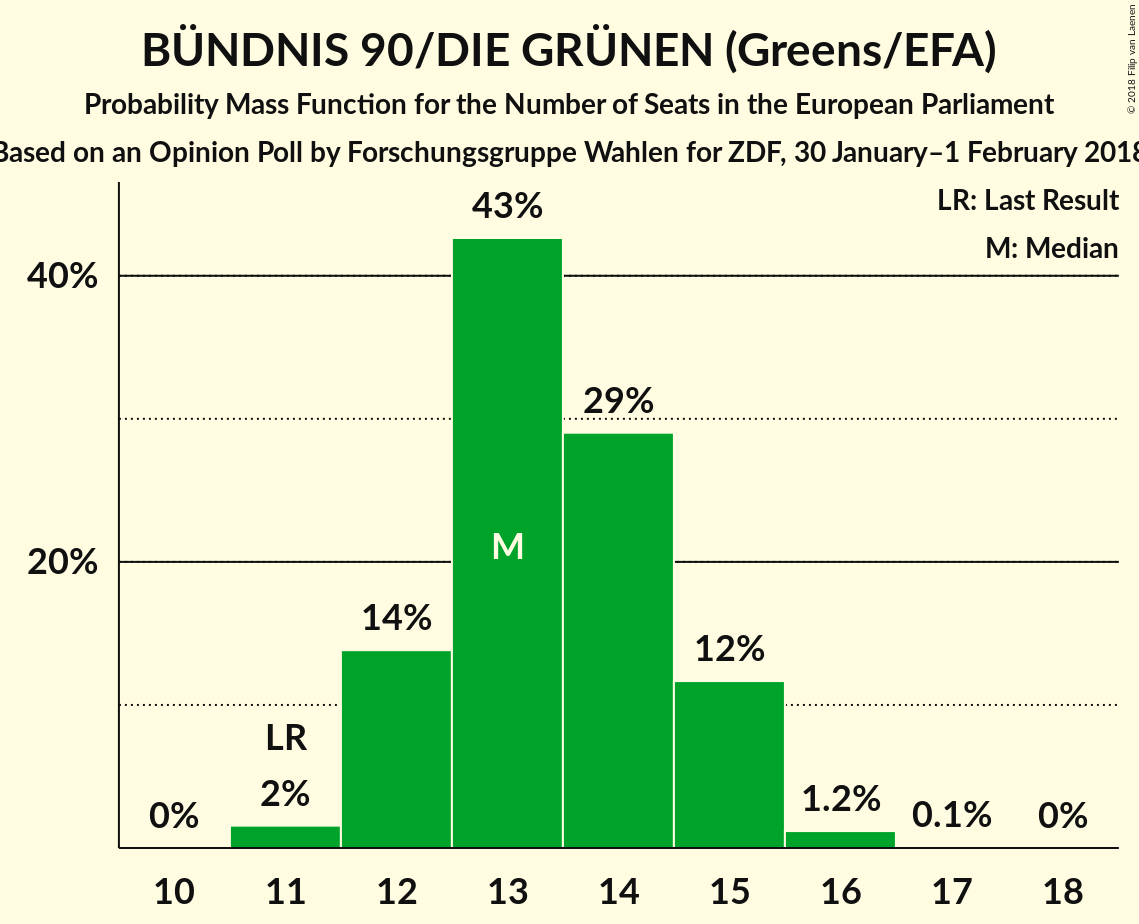 BÜNDNIS 90/DIE GRÜNEN (Greens/EFA)
Probability Mass Function for the Number of Seats in the European Parliament
Based on an Opinion Poll by Forschungsgruppe Wahlen for ZDF, 30 January–1 February 2018
© 2018 Filip van Laenen
LR: Last Result
M: Median
43%
40%
29%
M
20%
14%
12%
LR
2%
0%
1.2%
0.1%
0%
10 11 12 13 14 15 16 17 18